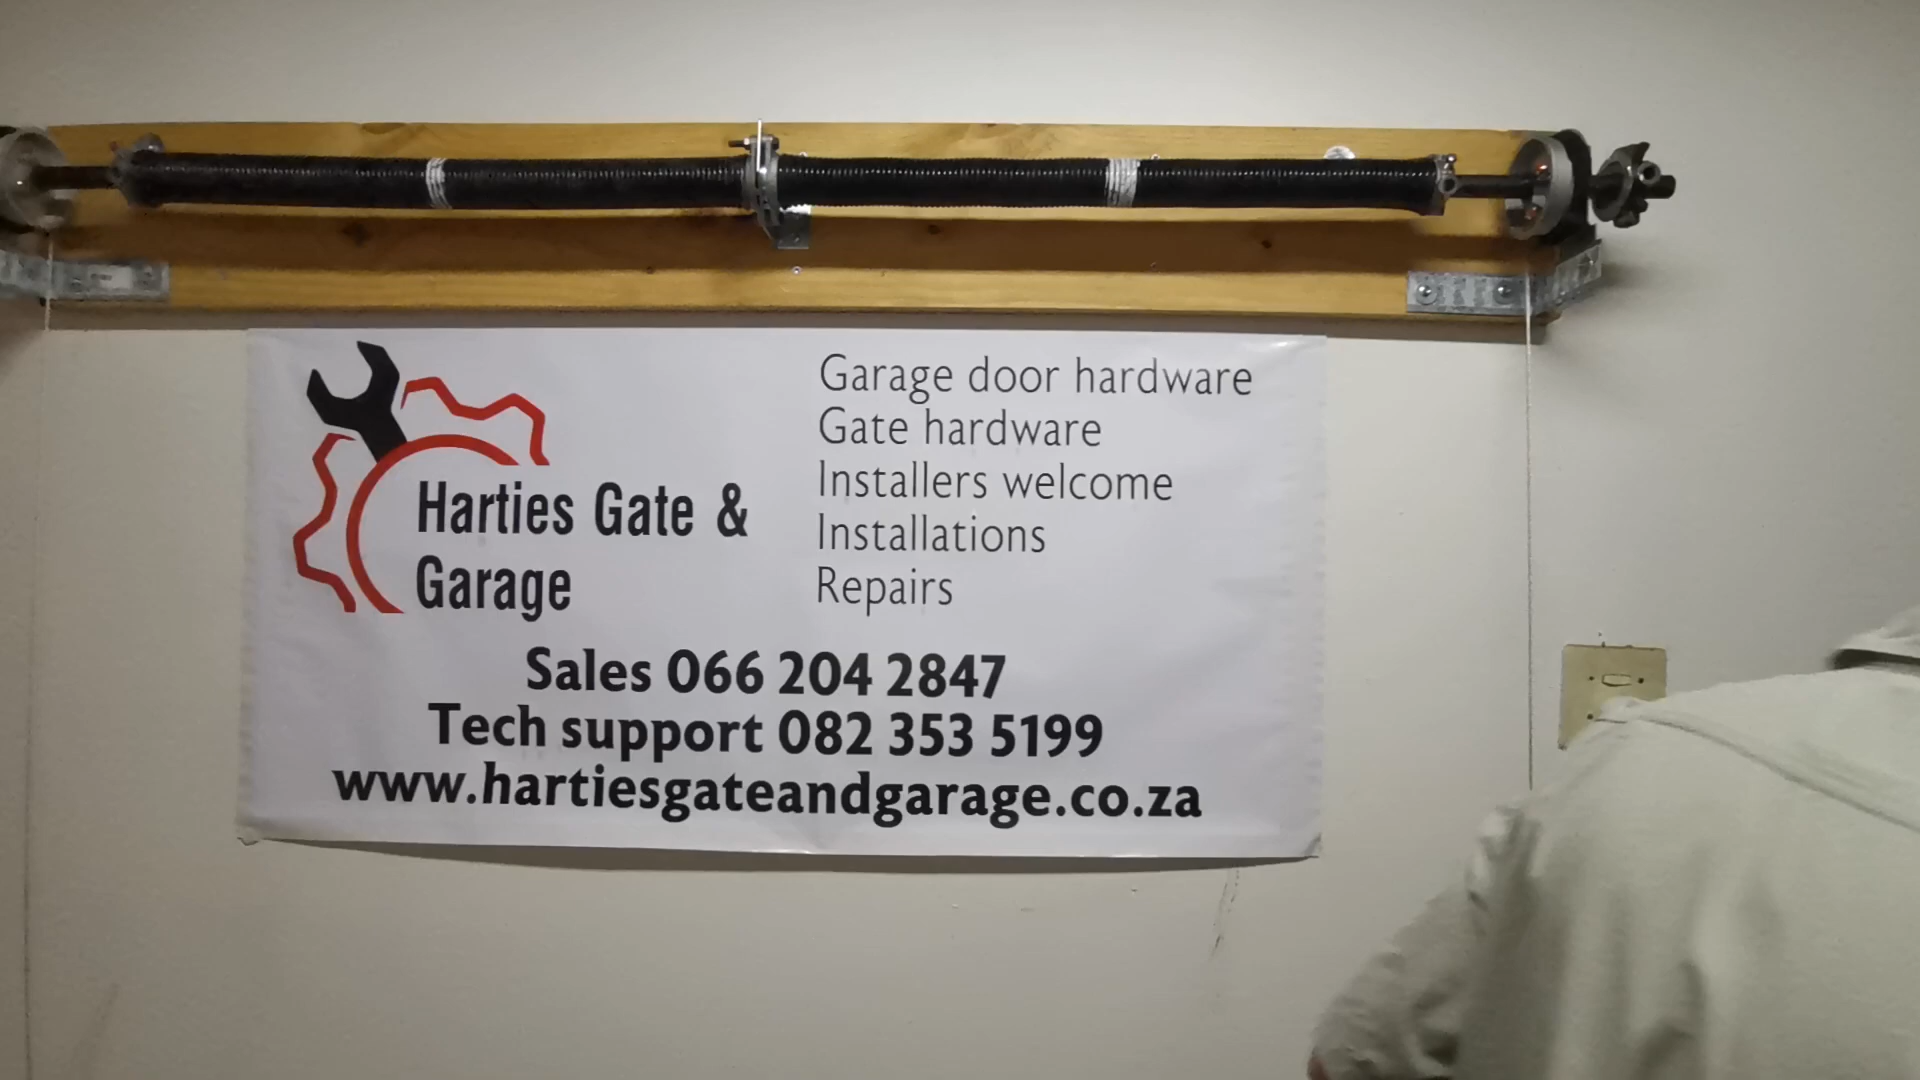 Harties Gate &
Garage
Garage door hardware
Gate hardware
Installers welcome
Installations
Repairs
Sales 066 204 2847
Tech support 082 353 5199
www.hartiesgateandgarage.co.za